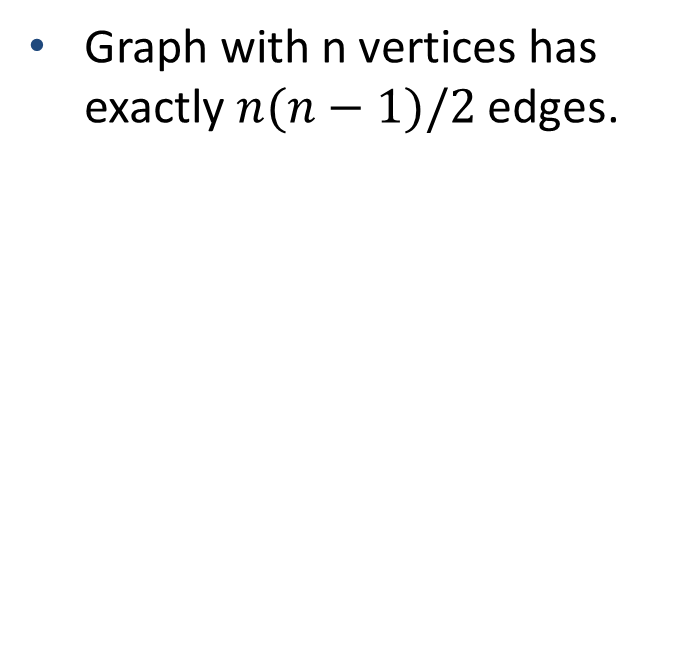 • Graph with n vertices has
exactly 𝑛(𝑛 − 1)/2 edges.